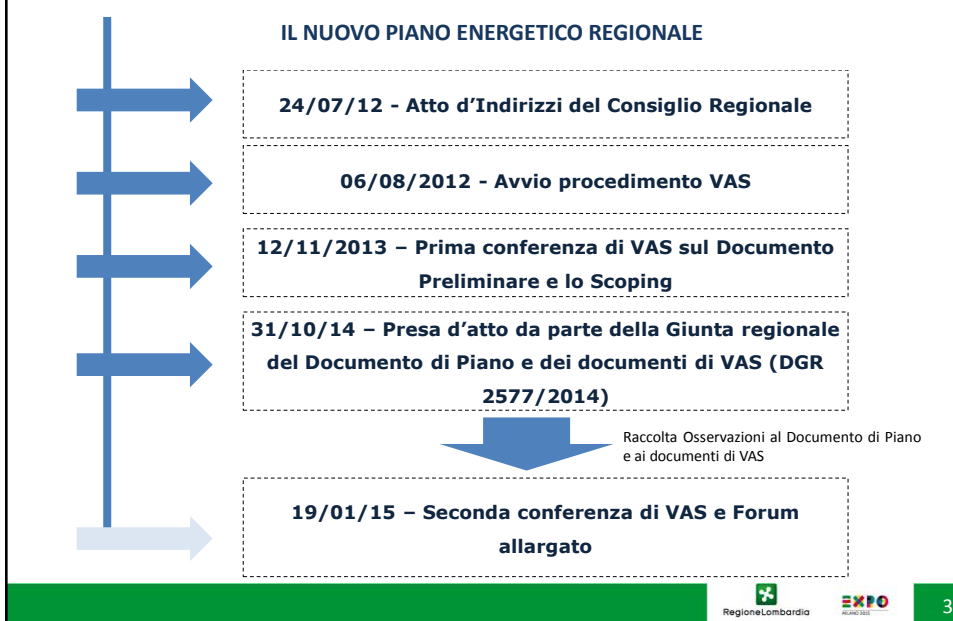 IL NUOVO PIANO ENERGETICO REGIONALE
24/07/12 - Atto d’Indirizzi del Consiglio Regionale
06/08/2012 - Avvio procedimento VAS
12/11/2013 – Prima conferenza di VAS sul Documento
Preliminare e lo Scoping
31/10/14 – Presa d’atto da parte della Giunta regionale
del Documento di Piano e dei documenti di VAS (DGR
2577/2014)
Raccolta Osservazioni al Documento di Piano
e ai documenti di VAS
19/01/15 – Seconda conferenza di VAS e Forum
allargato
RegioneLombardia
EXPO
MILANO 2015
3